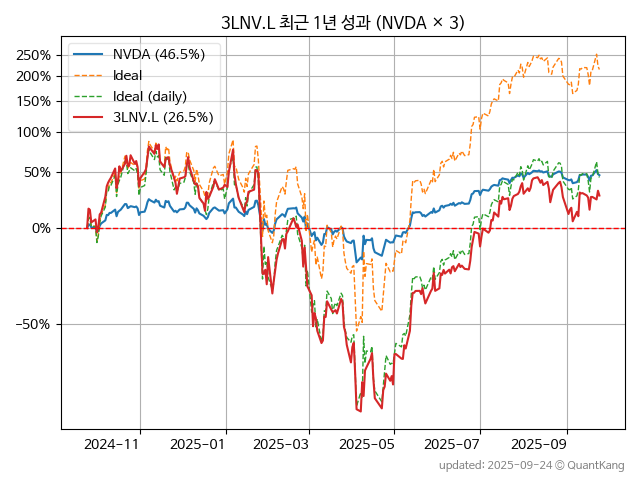 3LNV.L 최근 1년 성과 (NVDA × 3)
NVDA (46.5%)
Ideal
Ideal (daily)
3LNV.L (26.5%)
250%
200%
150%
100%
50%
0%
−50%
2024-11
2025-01
2025-03
2025-05
2025-07
2025-09
updated: 2025-09-24 © QuantKang